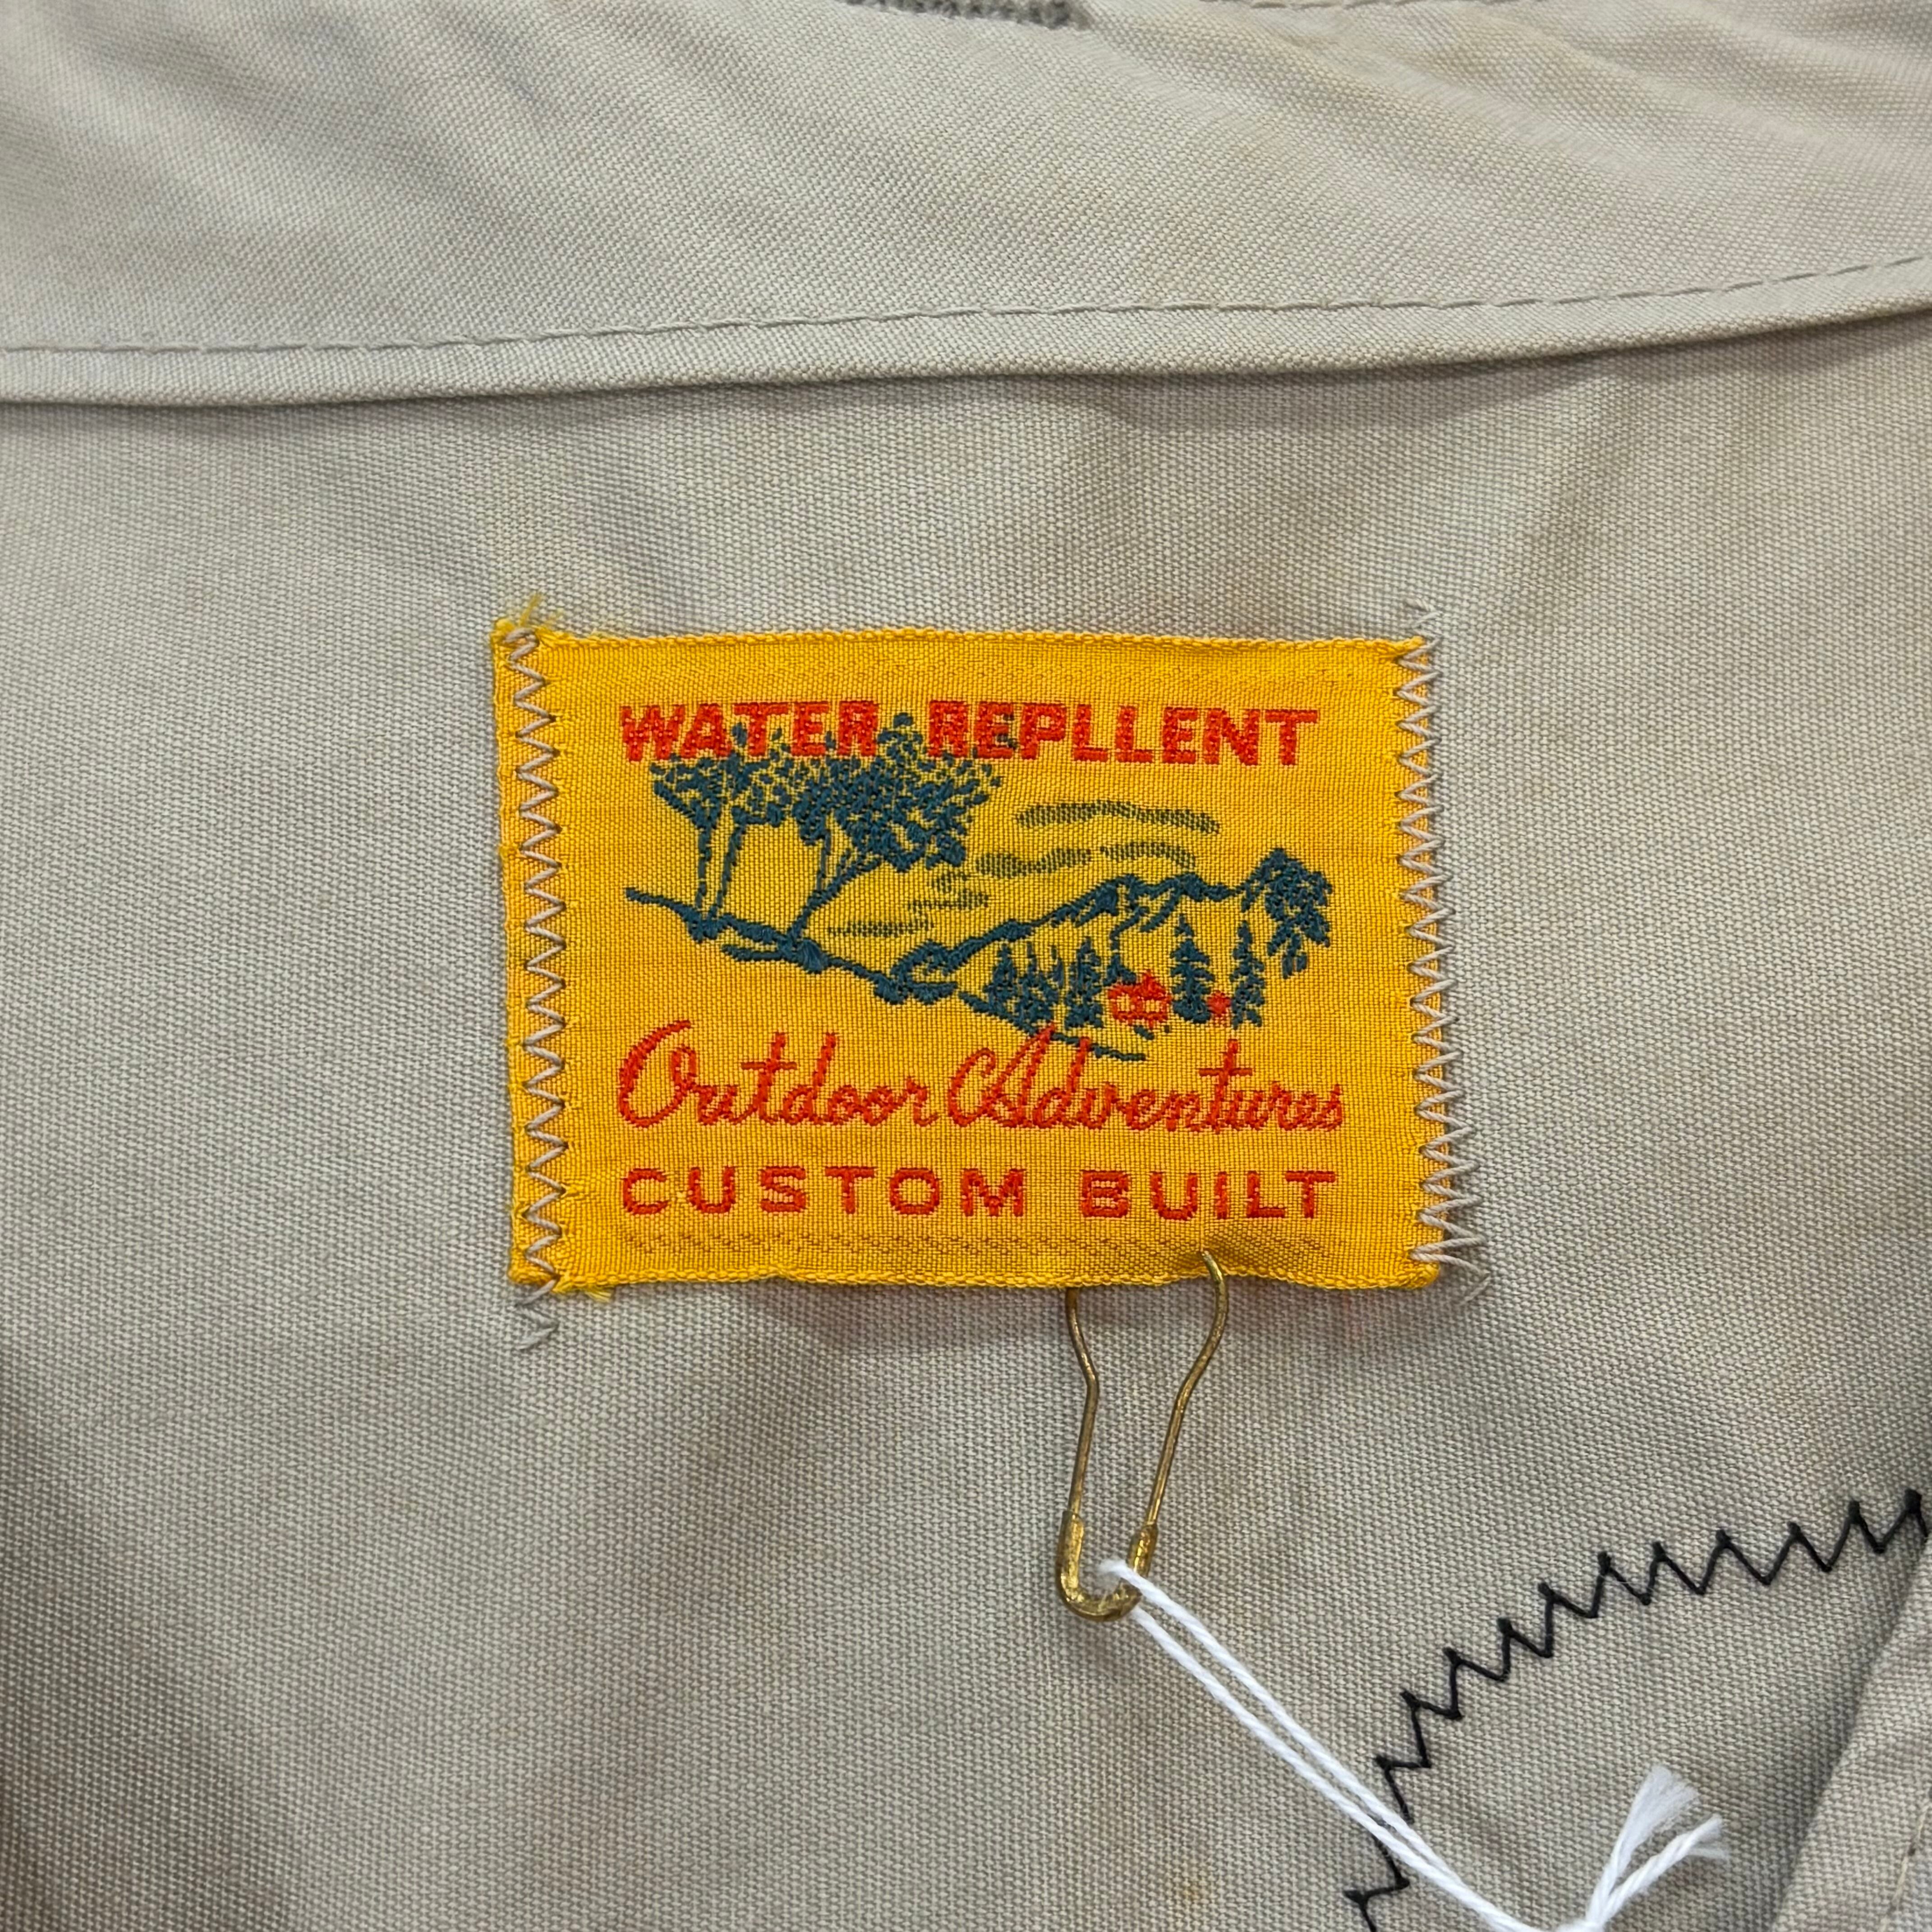 WATER REPLLENT
Outdoor Adventures
CUSTOM BUILT